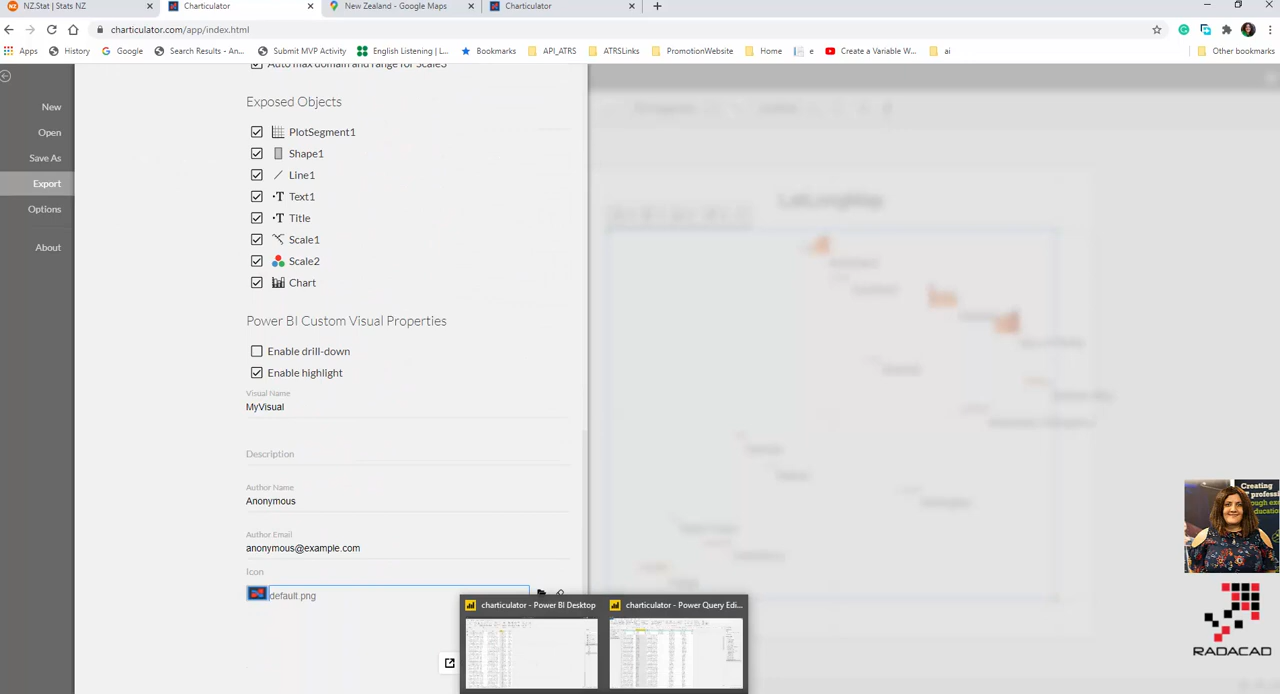 NZ.Stat | Stats NZ
Charticulator
New Zealand - Google Maps
Charticulator
charticulator.com/app/index.html
Apps
History
Google
Search Results - An...
Submit MVP Activity
English Listening | L...
Bookmarks
API_ATRS
ATRSLinks
PromotionWebsite
Home
e
Create a Variable W...
ai
Other bookmarks
New
Open
Save As
Export
Options
About
Auto max domain and range for Scale3
Exposed Objects
PlotSegment1
Shape1
Line1
Text1
Title
Scale1
Scale2
Chart
Power BI Custom Visual Properties
Enable drill-down
Enable highlight
Visual Name
MyVisual
Description
Author Name
Anonymous
Author Email
anonymous@example.com
Icon
default.png
LatLongMap
charticulator - Power BI Desktop
charticulator - Power Query Edi...
Creating
RADACAD